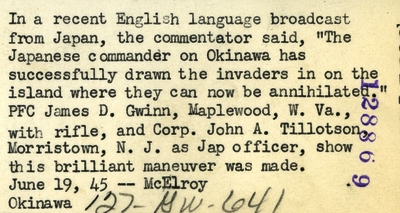 In a recent English language broadcast
from Japan, the commentator said, "The
Japanese commander on Okinawa has
successfully drawn the invaders in on the
island where they can now be annihilated."
PFC James D. Gwinn, Maplewood, W. Va.,
with rifle, and Corp. John A. Tillotson,
Morristown, N. J. as Jap officer, show
this brilliant maneuver was made.
June 19, 45 -- McElroy
Okinawa 127-GW-641
128869